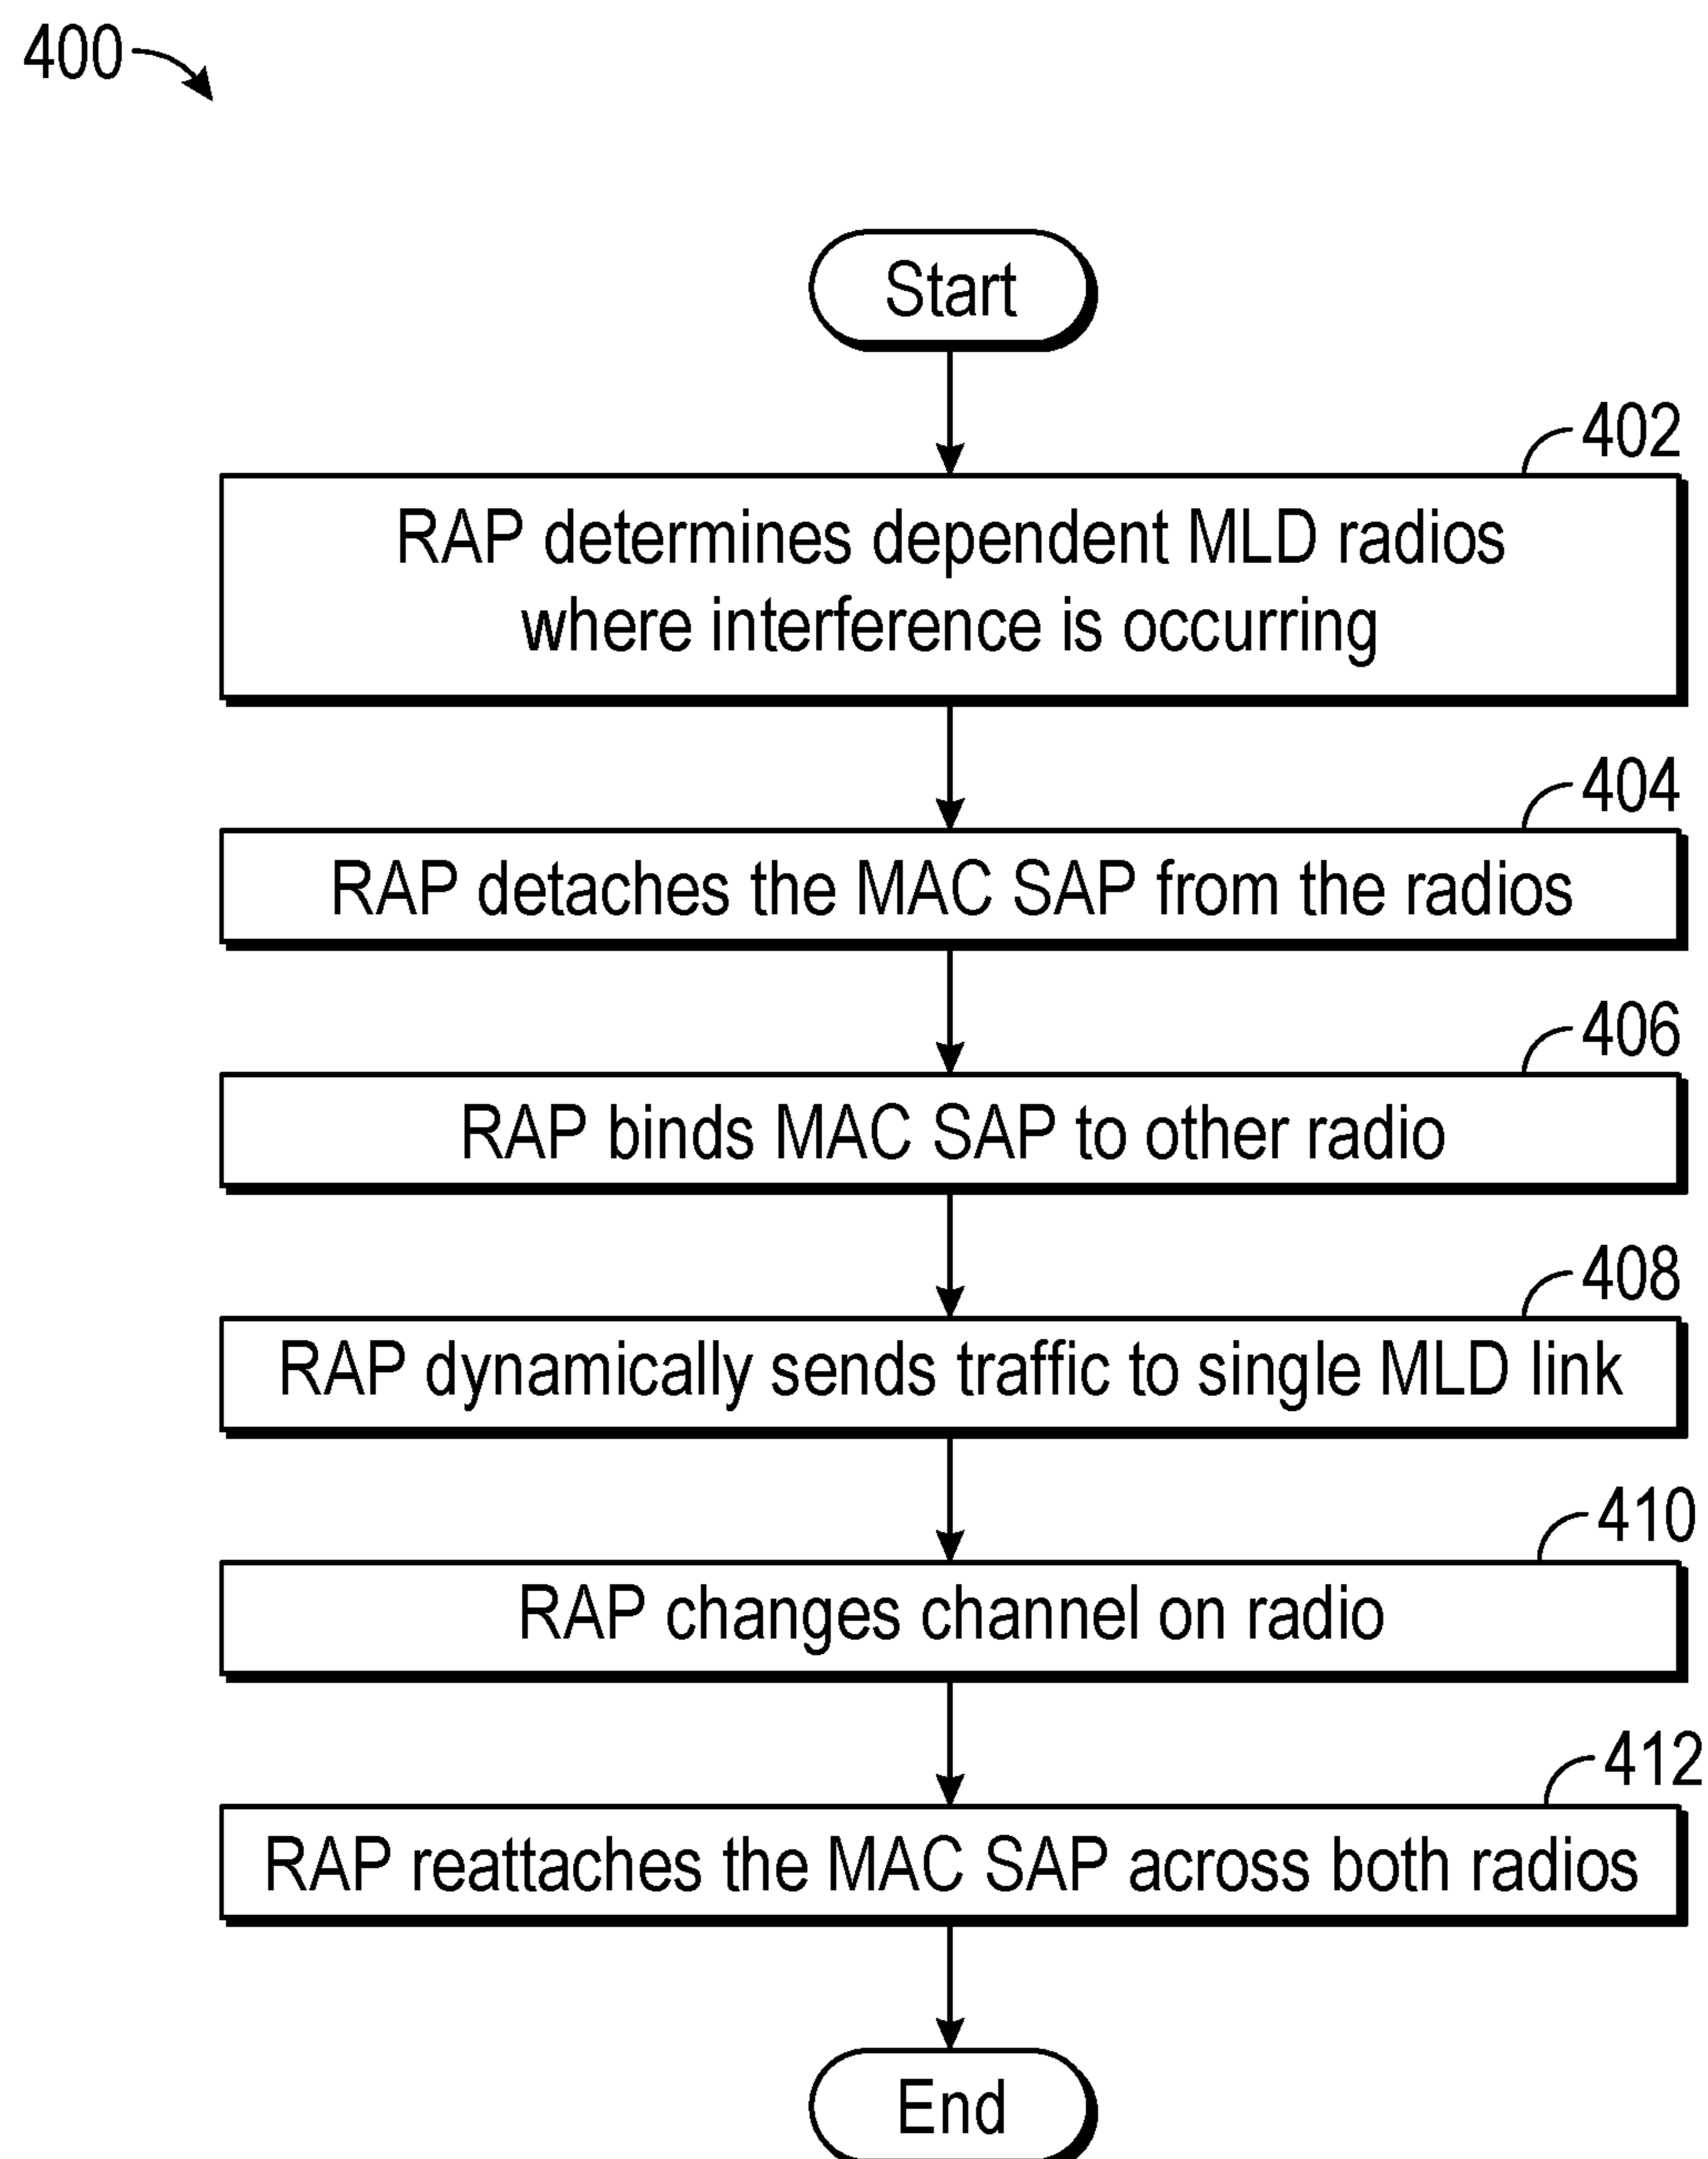 400
Start
402
RAP determines dependent MLD radios
where interference is occurring
404
RAP detaches the MAC SAP from the radios
406
RAP binds MAC SAP to other radio
408
RAP dynamically sends traffic to single MLD link
410
RAP changes channel on radio
412
RAP reattaches the MAC SAP across both radios
End